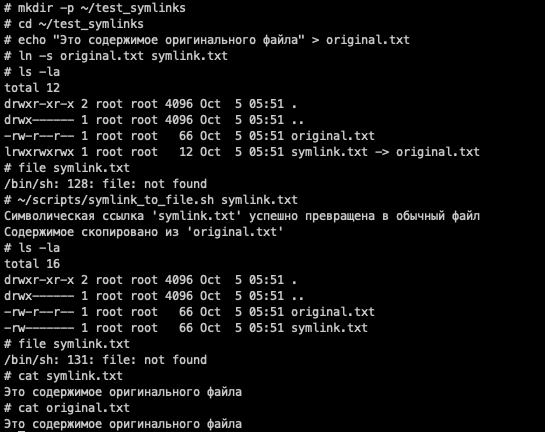 # mkdir -p ~/test_symlinks
# cd ~/test_symlinks
# echo "Это содержимое оригинального файла" > original.txt
# ln -s original.txt symlink.txt
# ls -la
total 12
drwxr-xr-x 2 root root 4096 Oct  5 05:51 .
drwx------ 1 root root 4096 Oct  5 05:51 ..
-rw-r--r-- 1 root root   66 Oct  5 05:51 original.txt
lrwxrwxrwx 1 root root   12 Oct  5 05:51 symlink.txt -> original.txt
# file symlink.txt
/bin/sh: 128: file: not found
# ~/scripts/symlink_to_file.sh symlink.txt
Символическая ссылка 'symlink.txt' успешно превращена в обычный файл
Содержимое скопировано из 'original.txt'
# ls -la
total 16
drwxr-xr-x 2 root root 4096 Oct  5 05:51 .
drwx------ 1 root root 4096 Oct  5 05:51 ..
-rw-r--r-- 1 root root   66 Oct  5 05:51 original.txt
-rw------- 1 root root   66 Oct  5 05:51 symlink.txt
# file symlink.txt
/bin/sh: 131: file: not found
# cat symlink.txt
Это содержимое оригинального файла
# cat original.txt
Это содержимое оригинального файла